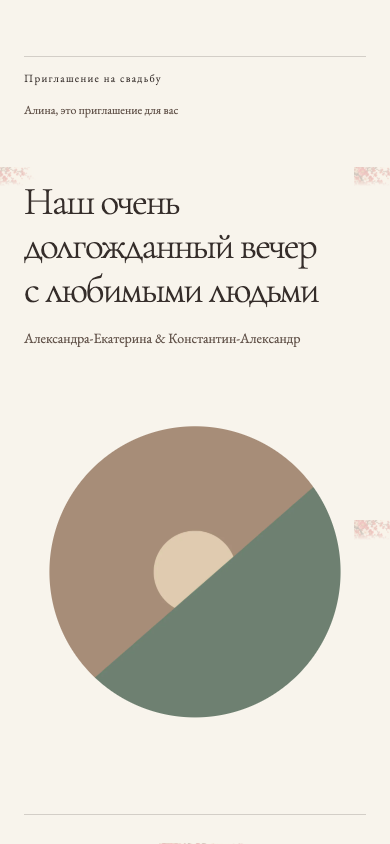 Приглашение на свадьбу
Алина, это приглашение для вас
Наш очень
долгожданный вечер
с любимыми людьми
Александра-Екатерина & Константин-Александр